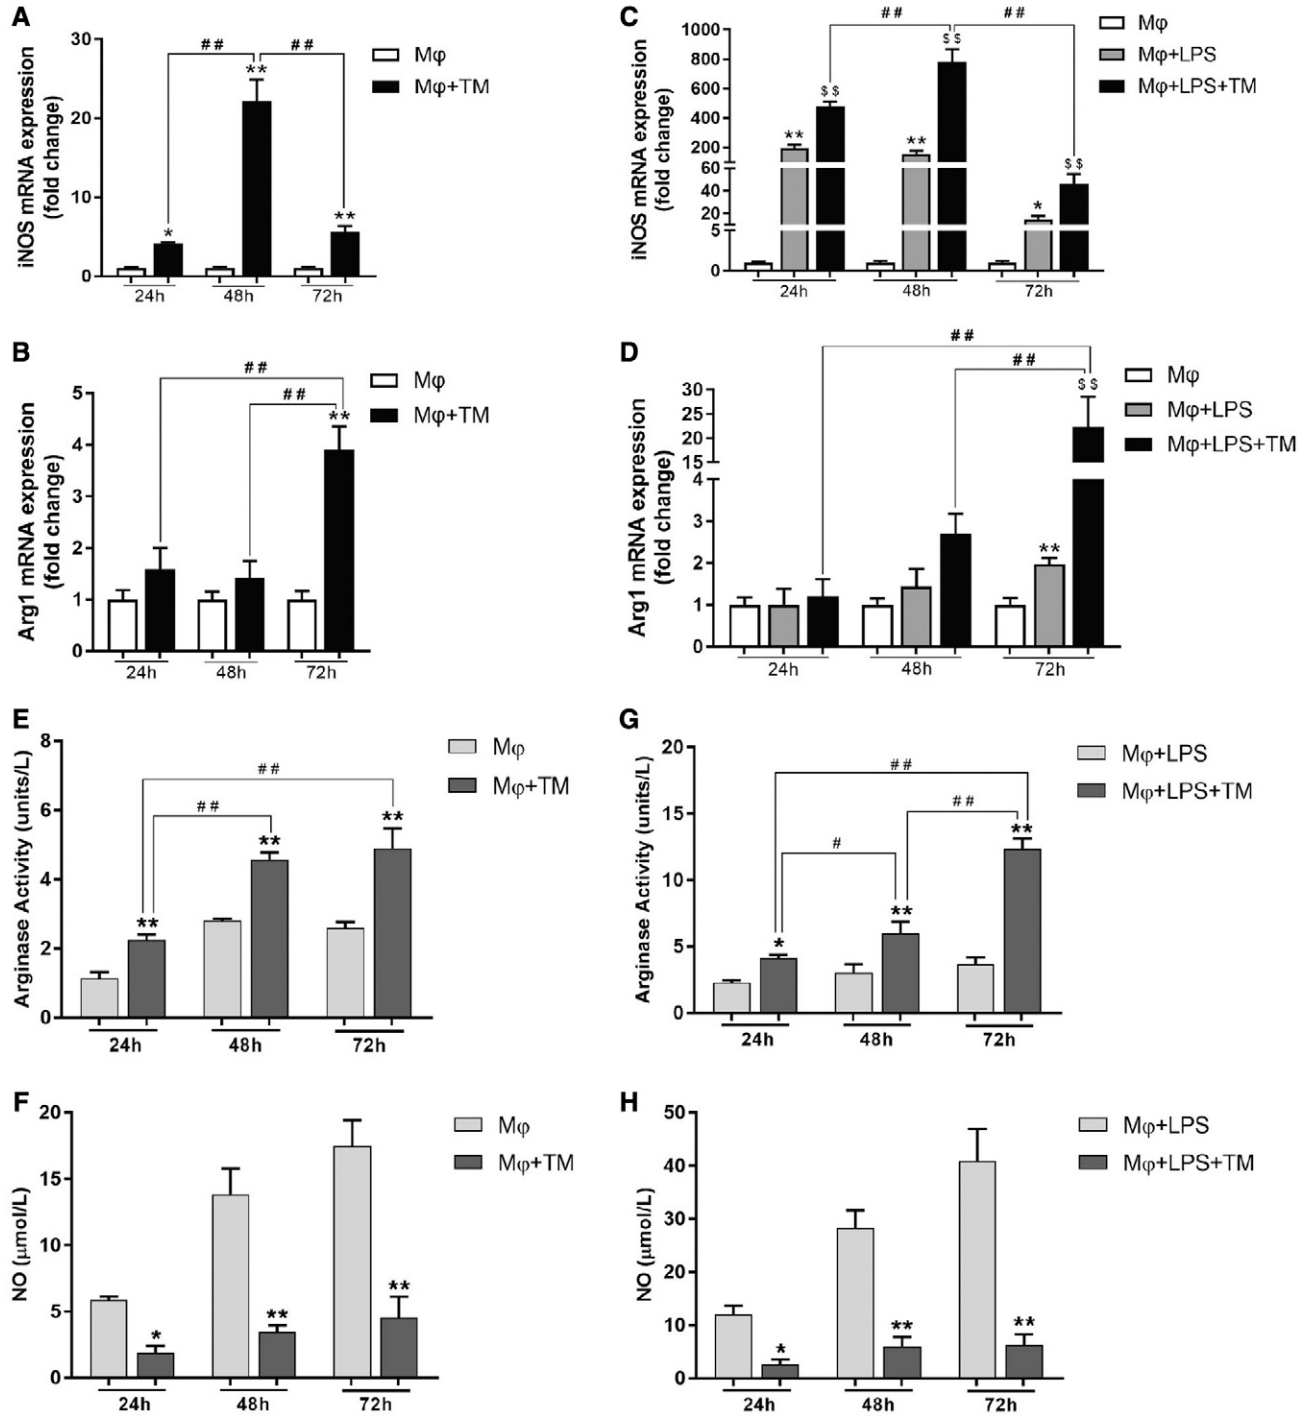 A
iNOS mRNA expression
(fold change)
30
20
10
0
# #
# #
*
**
**
24h
48h
72h
Mφ
Mφ+TM
C
iNOS mRNA expression
(fold change)
1000
800
600
400
200
60
40
20
5
0
# #
# #
**
$ $
**
$ $
*
$ $
24h
48h
72h
Mφ
Mφ+LPS
Mφ+LPS+TM
B
Arg1 mRNA expression
(fold change)
5
4
3
2
1
0
# #
# #
**
24h
48h
72h
Mφ
Mφ+TM
D
Arg1 mRNA expression
(fold change)
30
25
20
15
4
3
2
1
0
# #
# #
**
$ $
24h
48h
72h
Mφ
Mφ+LPS
Mφ+LPS+TM
E
Arginase Activity (units/L)
8
6
4
2
0
# #
# #
**
**
**
24h
48h
72h
Mφ
Mφ+TM
G
Arginase Activity (units/L)
20
15
10
5
0
# #
# #
#
*
**
**
24h
48h
72h
Mφ+LPS
Mφ+LPS+TM
F
NO (μmol/L)
20
15
10
5
0
*
**
**
24h
48h
72h
Mφ
Mφ+TM
H
NO (μmol/L)
50
40
30
20
10
0
*
**
**
24h
48h
72h
Mφ+LPS
Mφ+LPS+TM